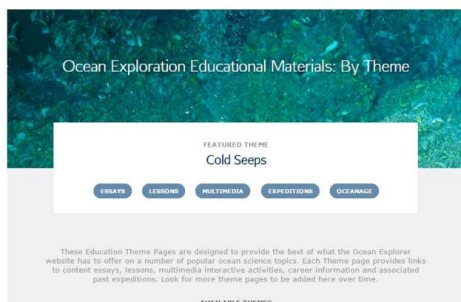 Ocean Exploration Educational Materials: By Theme
FEATURED THEME
Cold Seeps
ESSAYS LESSONS MULTIMEDIA EXPEDITIONS OCEANAGE
These Education Theme Pages are designed to provide the best of what the Ocean Explorer
website has to offer on a number of popular ocean science topics. Each Theme page provides links
to content essays, lessons, multimedia interactive activities, career information and associated
past expeditions. Look for more theme pages to be added here over time.
AVAILABLE THEMES